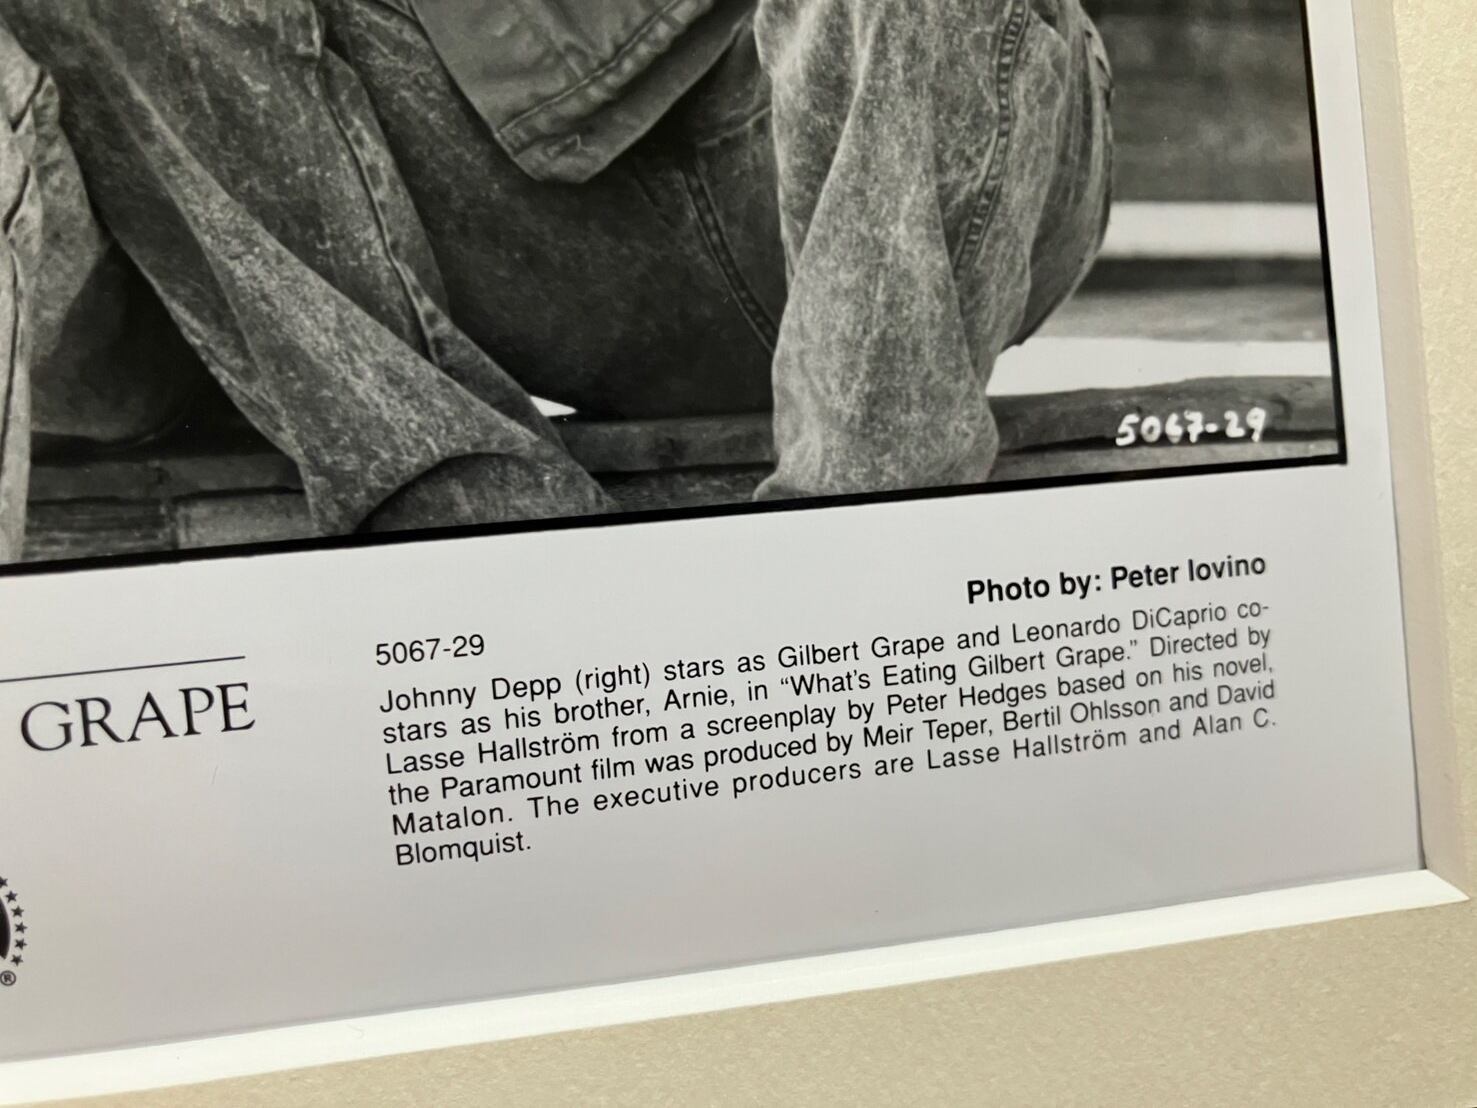 5067-29
Photo by: Peter Iovino
GRAPE
5067-29
Johnny Depp (right) stars as Gilbert Grape and Leonardo DiCaprio co-
stars as his brother, Arnie, in “What's Eating Gilbert Grape.” Directed by
Lasse Hallström from a screenplay by Peter Hedges based on his novel,
the Paramount film was produced by Meir Teper, Bertil Ohlsson and David
Matalon. The executive producers are Lasse Hallström and Alan C.
Blomquist.
®